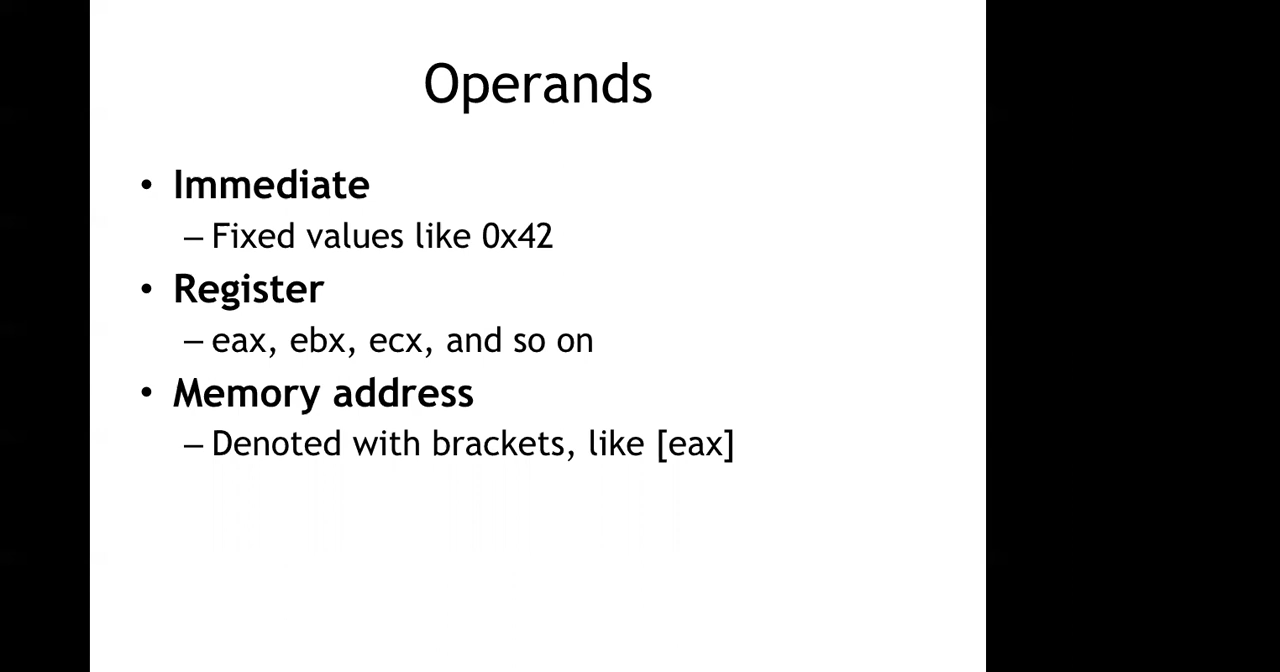 Operands
• Immediate
– Fixed values like 0x42
• Register
– eax, ebx, ecx, and so on
• Memory address
– Denoted with brackets, like [eax]